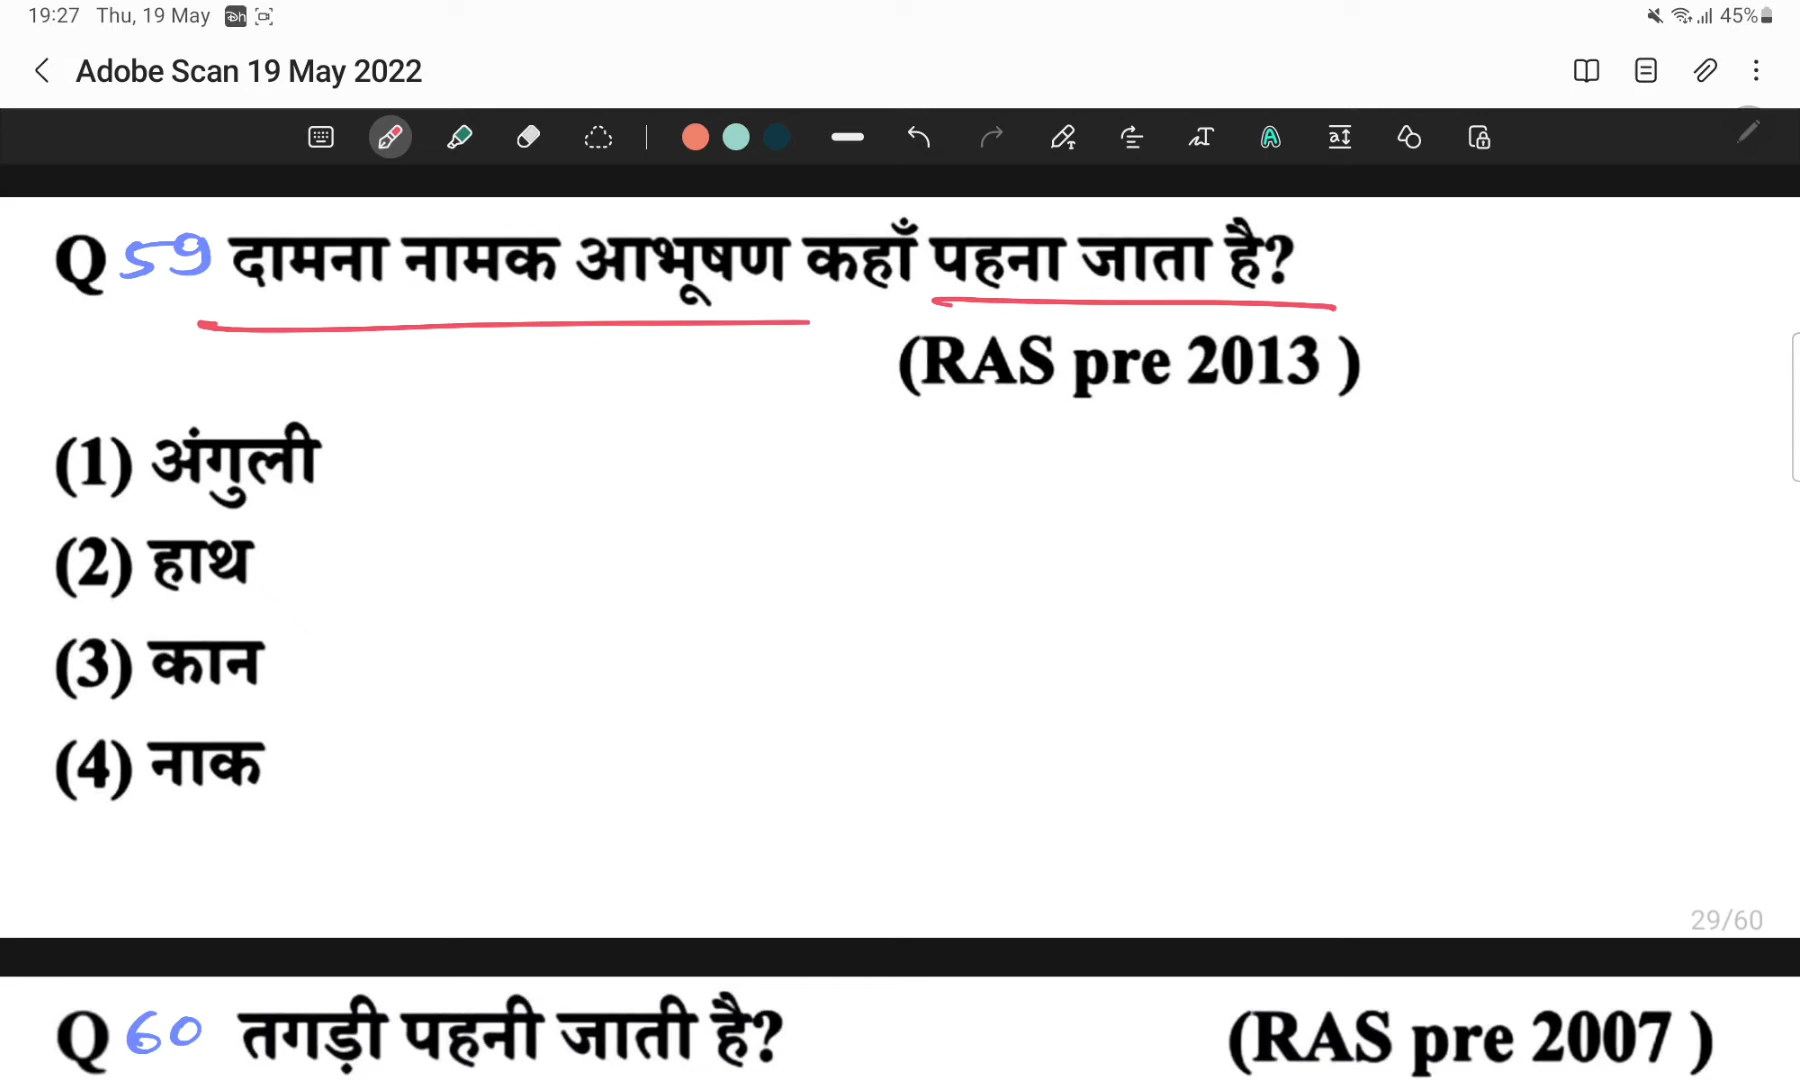 19:27 Thu, 19 May 45%
Adobe Scan 19 May 2022
Q 59 दामना नामक आभूषण कहाँ पहना जाता है?
(RAS pre 2013 )
(1) अंगुली
(2) हाथ
(3) कान
(4) नाक
29/60
Q 60 तगड़ी पहनी जाती है? (RAS pre 2007 )